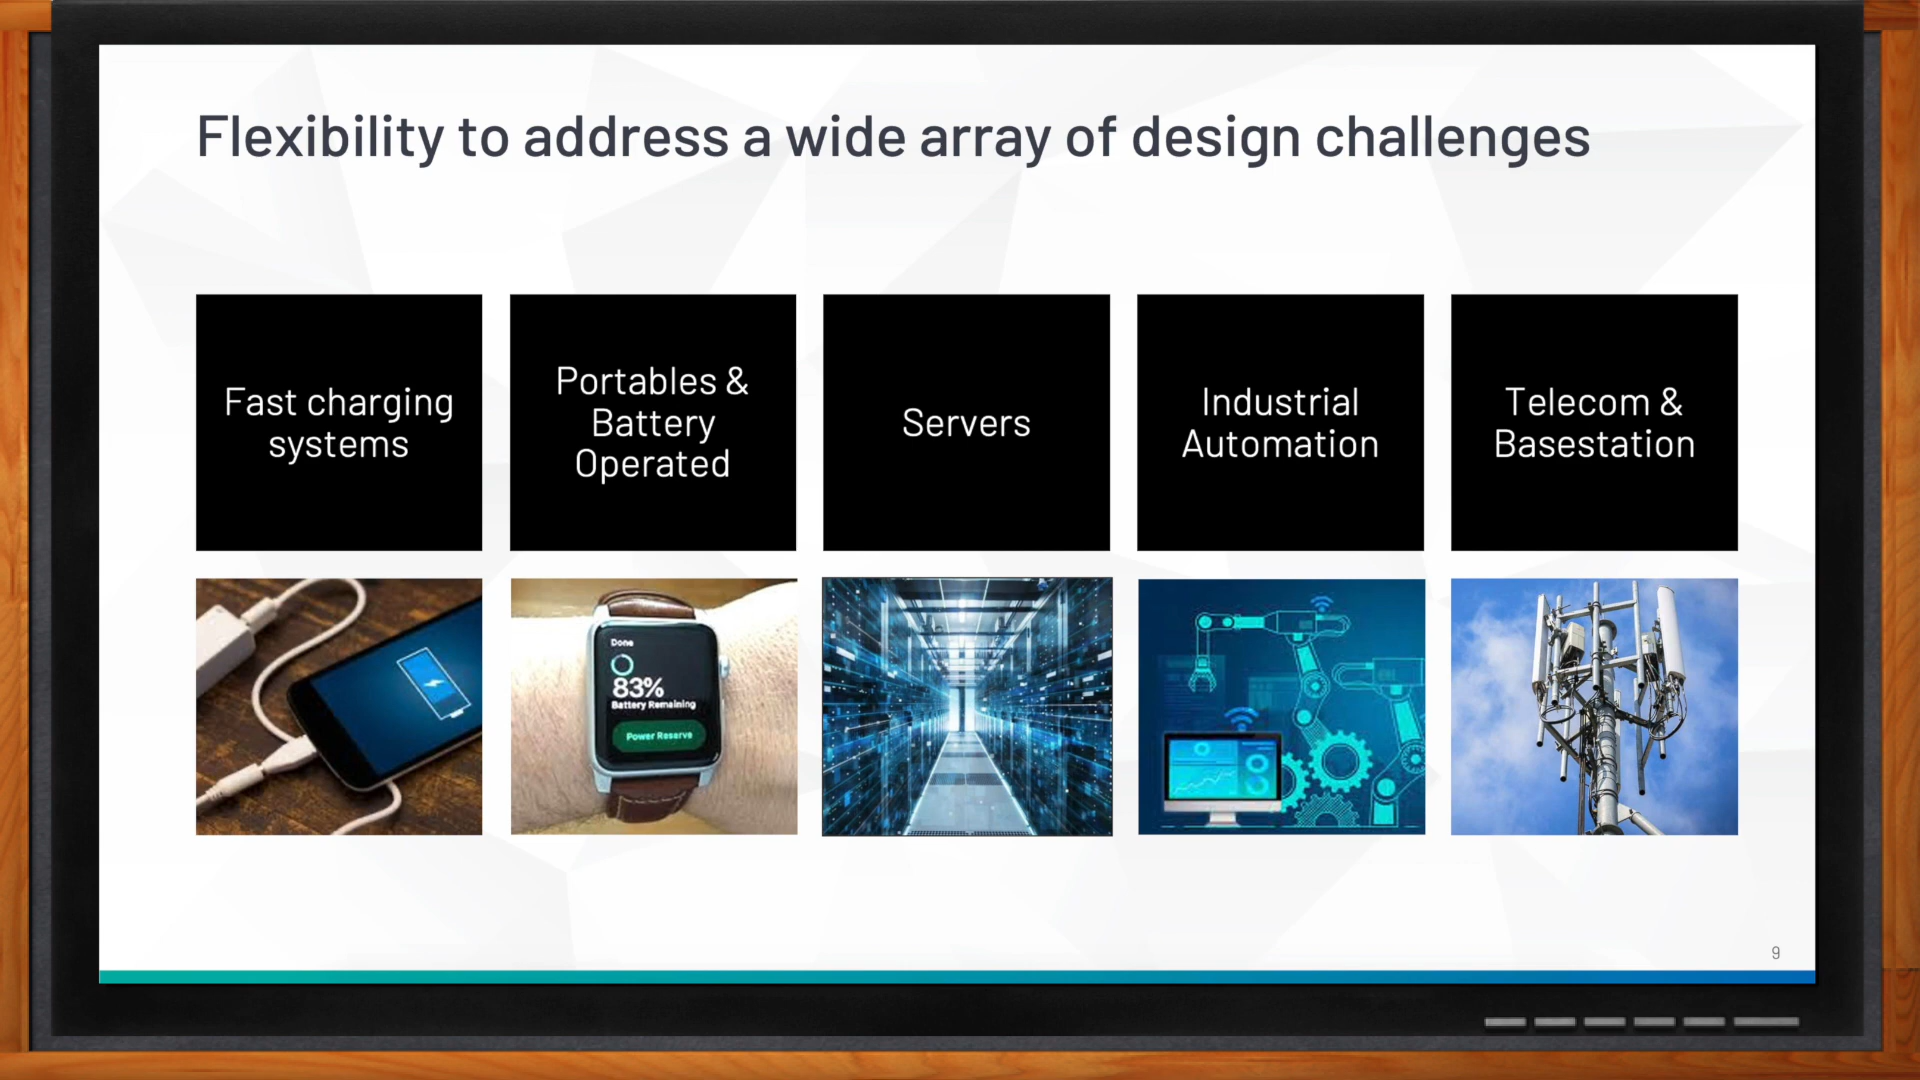 Flexibility to address a wide array of design challenges
Fast charging
systems
Portables &
Battery
Operated
Servers
Industrial
Automation
Telecom &
Basestation
Done
83%
Battery Remaining
Power Reserve
9